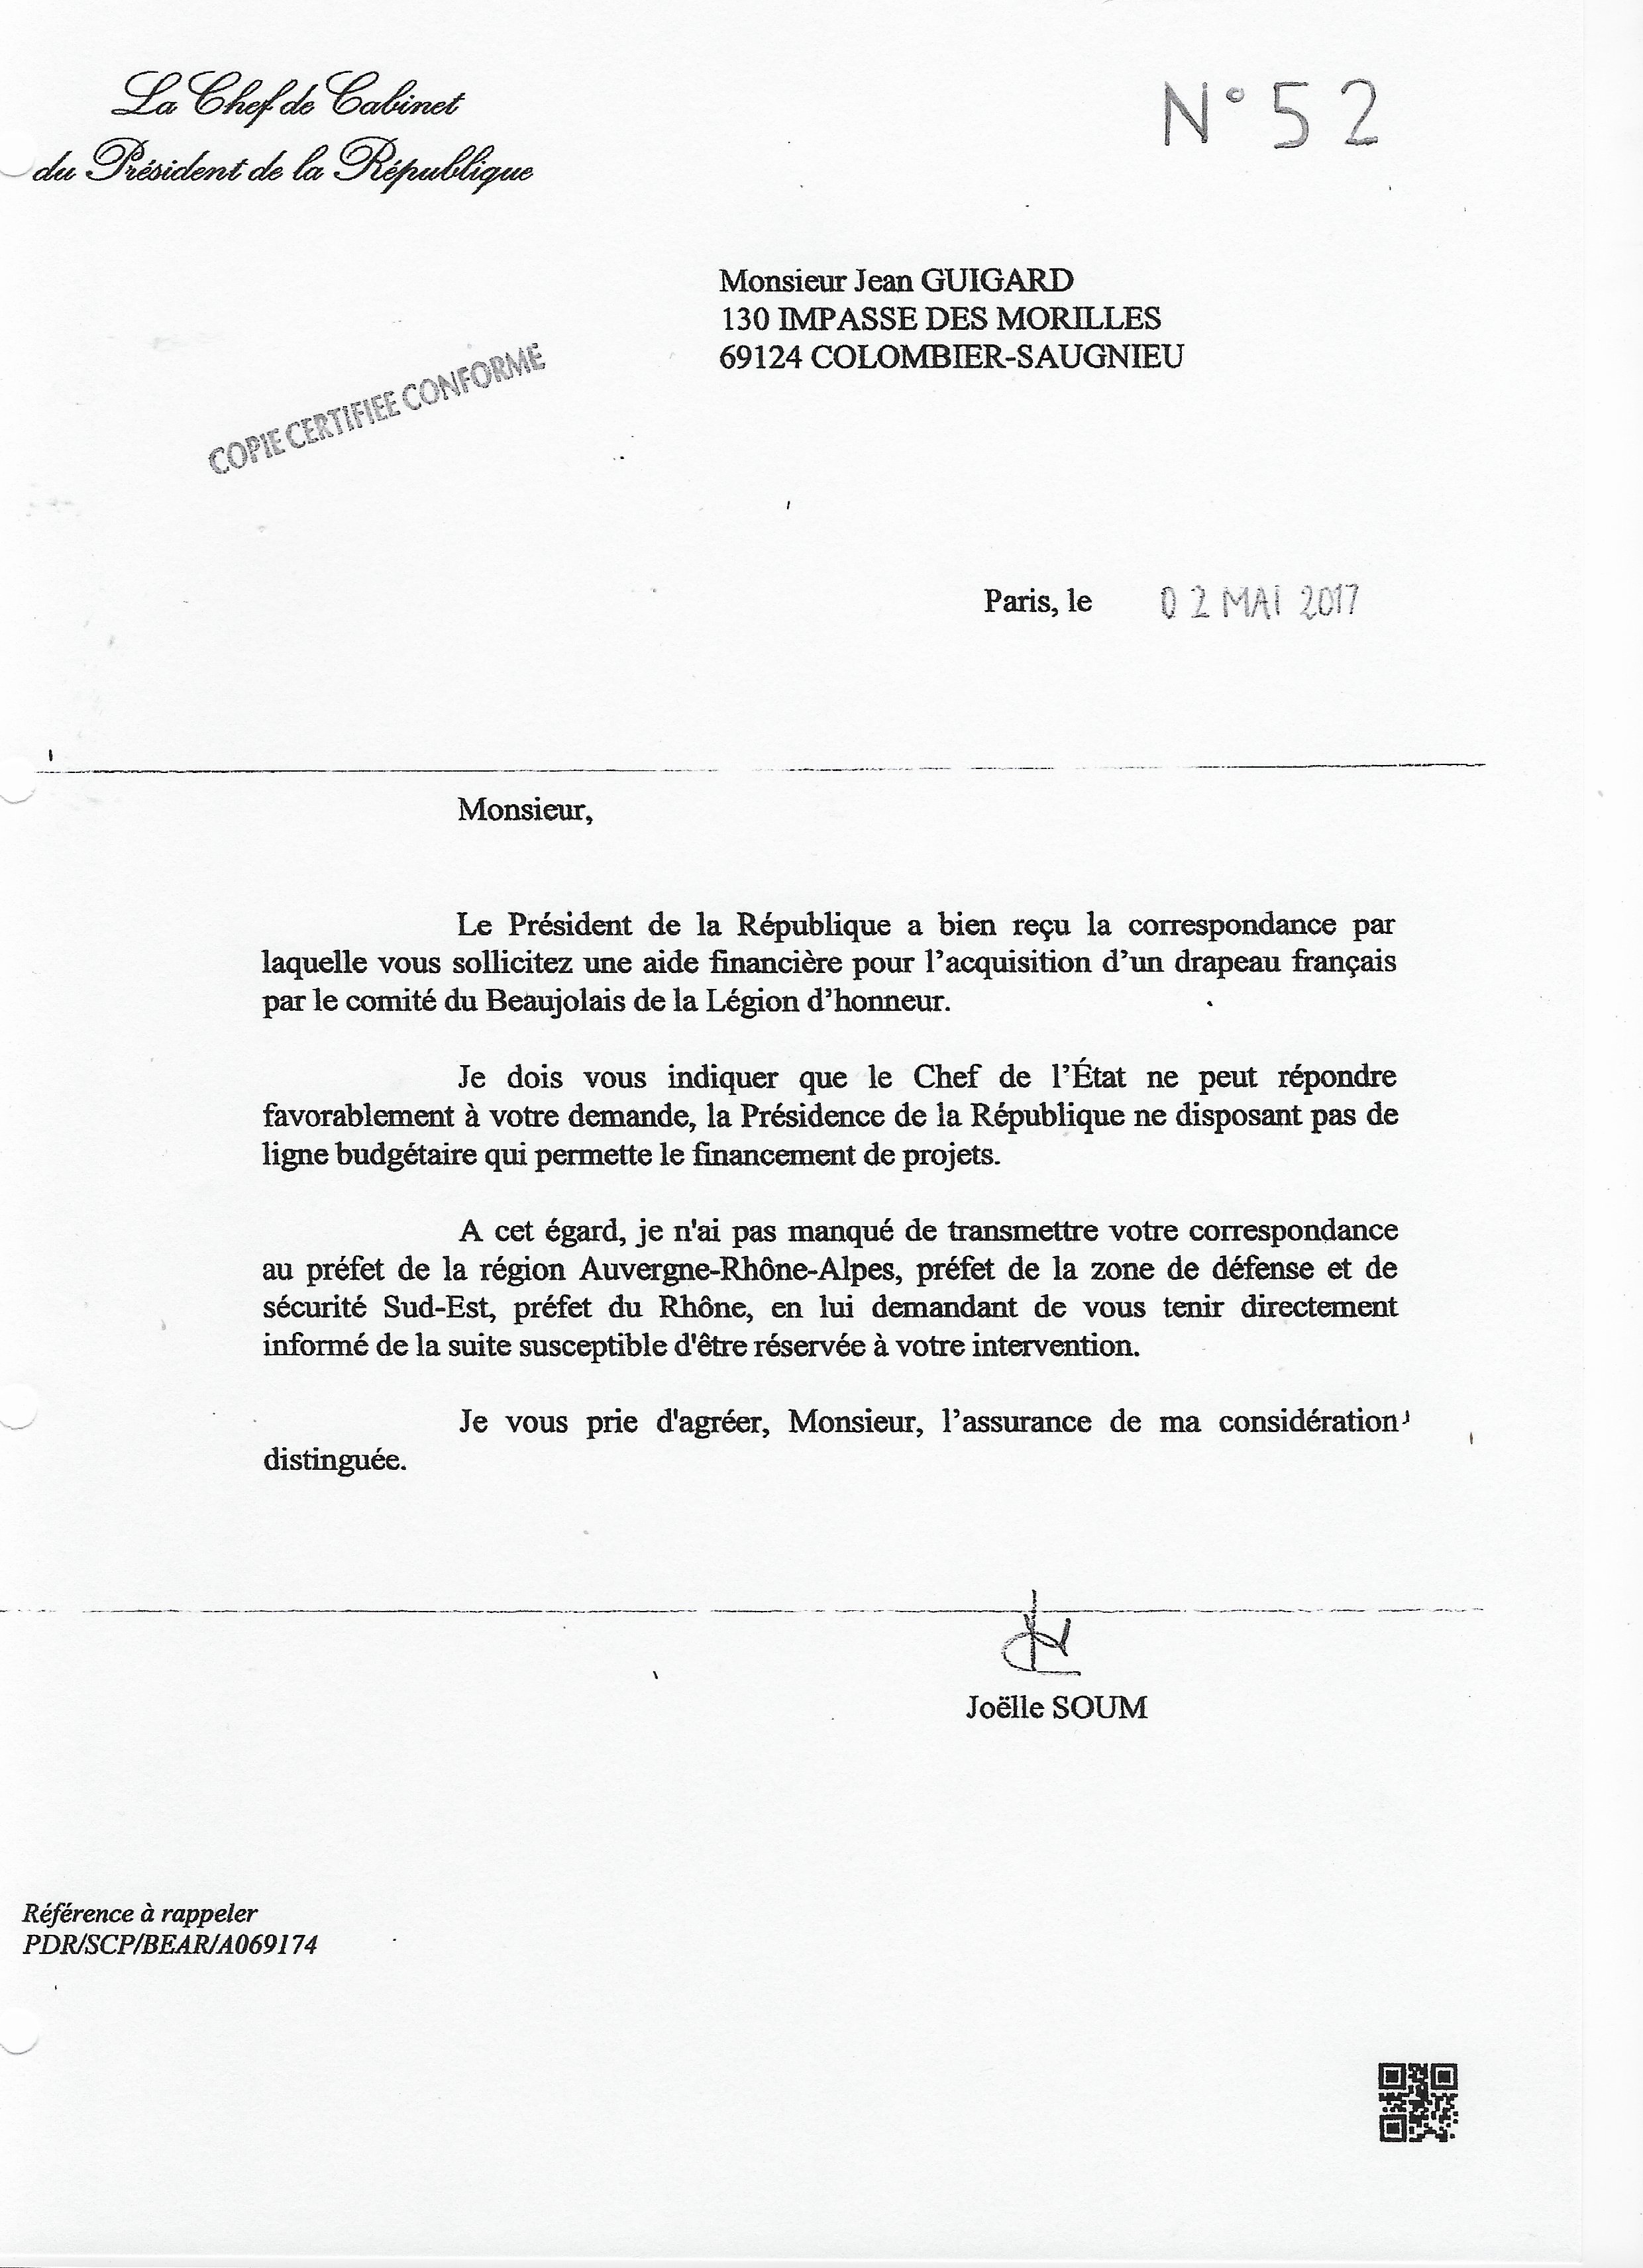 La Chef de Cabinet
du Président de la République
N° 52
Monsieur Jean GUIGARD
130 IMPASSE DES MORILLES
69124 COLOMBIER-SAUGNIEU
COPIE CERTIFIEE CONFORME
Paris, le 02 MAI 2017
Monsieur,
Le Président de la République a bien reçu la correspondance par
laquelle vous sollicitez une aide financière pour l’acquisition d’un drapeau français
par le comité du Beaujolais de la Légion d’honneur.
Je dois vous indiquer que le Chef de l’État ne peut répondre
favorablement à votre demande, la Présidence de la République ne disposant pas de
ligne budgétaire qui permette le financement de projets.
A cet égard, je n'ai pas manqué de transmettre votre correspondance
au préfet de la région Auvergne-Rhône-Alpes, préfet de la zone de défense et de
sécurité Sud-Est, préfet du Rhône, en lui demandant de vous tenir directement
informé de la suite susceptible d'être réservée à votre intervention.
Je vous prie d'agréer, Monsieur, l’assurance de ma considération
distinguée.
Joëlle SOUM
Référence à rappeler
PDR/SCP/BEAR/A069174